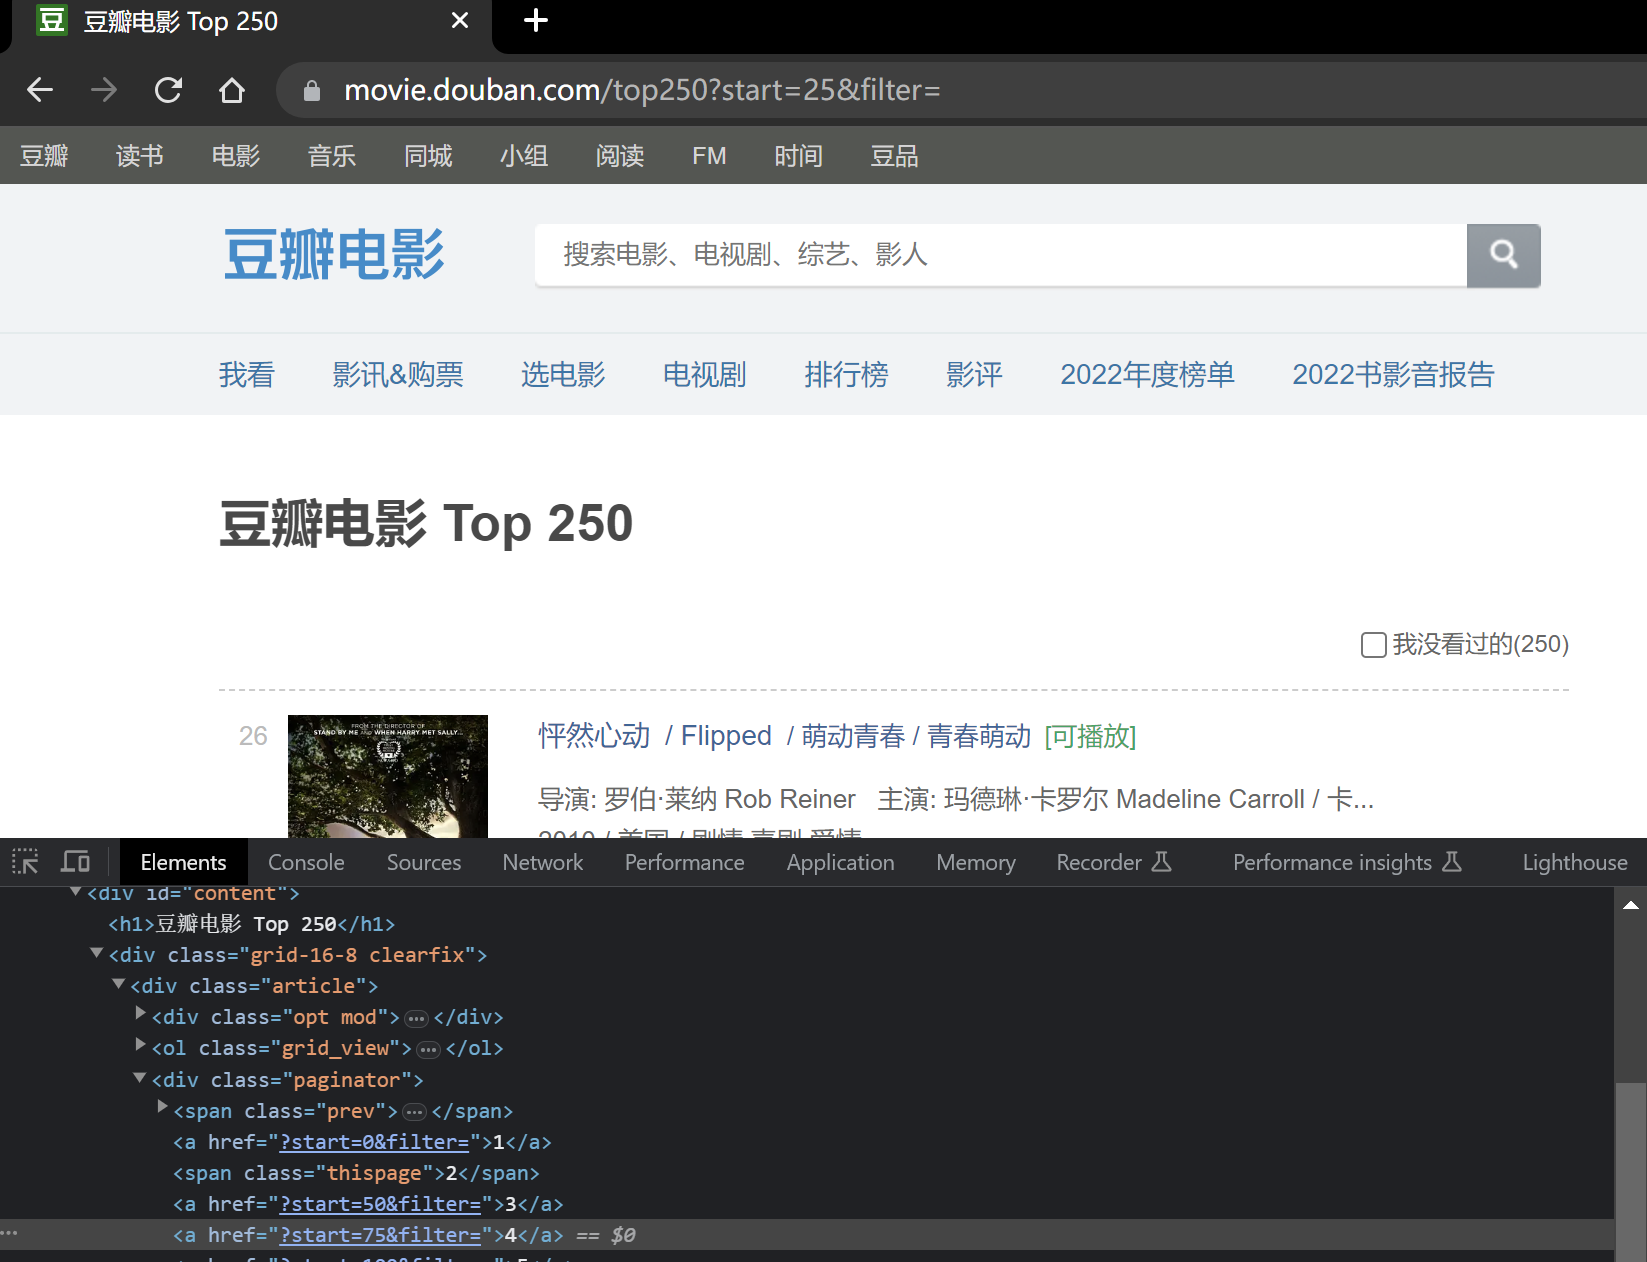 豆瓣电影 Top 250
movie.douban.com/top250?start=25&filter=
豆瓣 读书 电影 音乐 同城 小组 阅读 FM 时间 豆品
豆瓣电影
搜索电影、电视剧、综艺、影人
我看 影讯&购票 选电影 电视剧 排行榜 影评 2022年度榜单 2022书影音报告
豆瓣电影 Top 250
我没看过的(250)
26
FROM THE DIRECTOR OF
STAND BY ME AND WHEN HARRY MET SALLY...
怦然心动 / Flipped / 萌动青春 / 青春萌动 [可播放]
导演: 罗伯·莱纳 Rob Reiner 主演: 玛德琳·卡罗尔 Madeline Carroll / 卡...
2010 / 美国 / 剧情 喜剧 爱情
Elements Console Sources Network Performance Application Memory Recorder Performance insights Lighthouse
<div id="content">
<h1>豆瓣电影 Top 250</h1>
<div class="grid-16-8 clearfix">
<div class="article">
<div class="opt mod">…</div>
<ol class="grid_view">…</ol>
<div class="paginator">
<span class="prev">…</span>
<a href="?start=0&filter=">1</a>
<span class="thispage">2</span>
<a href="?start=50&filter=">3</a>
<a href="?start=75&filter=">4</a> == $0